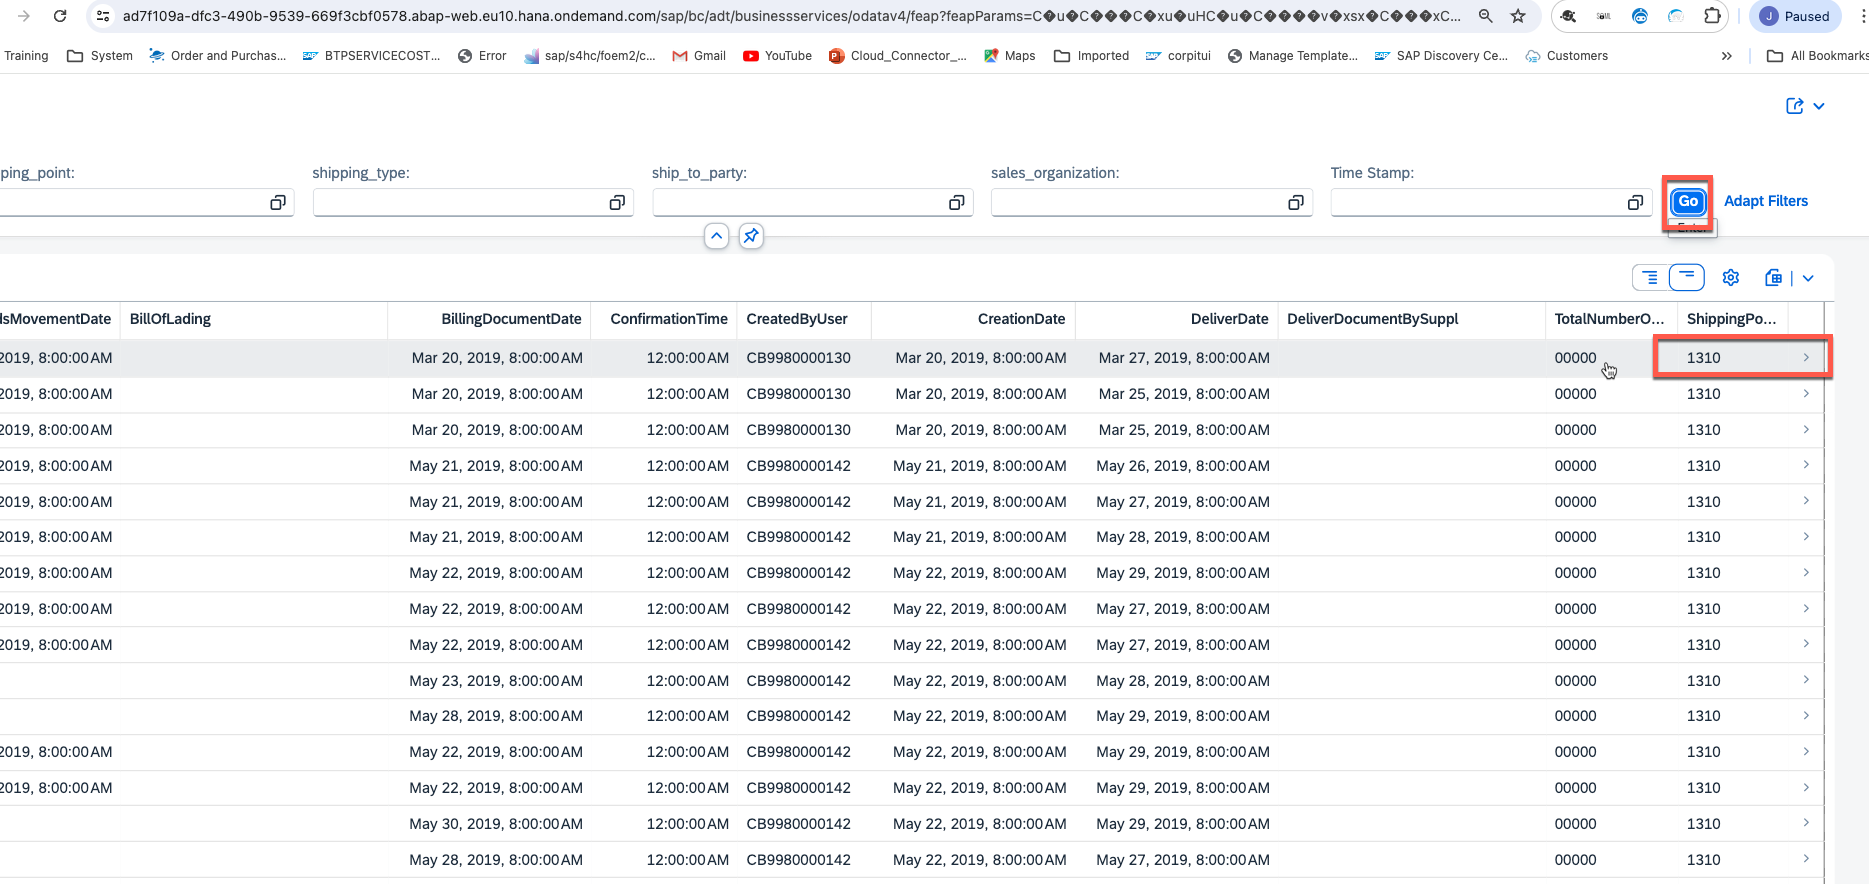 ad7f109a-dfc3-490b-9539-669f3cbf0578.abap-web.eu10.hana.ondemand.com/sap/bc/adt/businessservices/odatav4/feap?feapParams=C�u�C���C�xu�uHC�u�C����v�xsx�C���xC... J Paused
Training System Order and Purchas... BTPSERVICECOST... Error sap/s4hc/foem2/c... Gmail YouTube Cloud_Connector_... Maps Imported corpitui Manage Template... SAP Discovery Ce... Customers » All Bookmarks
ping_point: shipping_type: ship_to_party: sales_organization: Time Stamp:
Go Adapt Filters
dsMovementDate BillOfLading BillingDocumentDate ConfirmationTime CreatedByUser CreationDate DeliverDate DeliverDocumentBySuppl TotalNumberO... ShippingPo...
2019, 8:00:00 AM Mar 20, 2019, 8:00:00 AM 12:00:00 AM CB9980000130 Mar 20, 2019, 8:00:00 AM Mar 27, 2019, 8:00:00 AM 00000 1310
2019, 8:00:00 AM Mar 20, 2019, 8:00:00 AM 12:00:00 AM CB9980000130 Mar 20, 2019, 8:00:00 AM Mar 25, 2019, 8:00:00 AM 00000 1310
2019, 8:00:00 AM Mar 20, 2019, 8:00:00 AM 12:00:00 AM CB9980000130 Mar 20, 2019, 8:00:00 AM Mar 25, 2019, 8:00:00 AM 00000 1310
2019, 8:00:00 AM May 21, 2019, 8:00:00 AM 12:00:00 AM CB9980000142 May 21, 2019, 8:00:00 AM May 26, 2019, 8:00:00 AM 00000 1310
2019, 8:00:00 AM May 21, 2019, 8:00:00 AM 12:00:00 AM CB9980000142 May 21, 2019, 8:00:00 AM May 27, 2019, 8:00:00 AM 00000 1310
2019, 8:00:00 AM May 21, 2019, 8:00:00 AM 12:00:00 AM CB9980000142 May 21, 2019, 8:00:00 AM May 28, 2019, 8:00:00 AM 00000 1310
2019, 8:00:00 AM May 22, 2019, 8:00:00 AM 12:00:00 AM CB9980000142 May 22, 2019, 8:00:00 AM May 29, 2019, 8:00:00 AM 00000 1310
2019, 8:00:00 AM May 22, 2019, 8:00:00 AM 12:00:00 AM CB9980000142 May 22, 2019, 8:00:00 AM May 27, 2019, 8:00:00 AM 00000 1310
2019, 8:00:00 AM May 22, 2019, 8:00:00 AM 12:00:00 AM CB9980000142 May 22, 2019, 8:00:00 AM May 27, 2019, 8:00:00 AM 00000 1310
May 23, 2019, 8:00:00 AM 12:00:00 AM CB9980000142 May 22, 2019, 8:00:00 AM May 28, 2019, 8:00:00 AM 00000 1310
May 28, 2019, 8:00:00 AM 12:00:00 AM CB9980000142 May 22, 2019, 8:00:00 AM May 29, 2019, 8:00:00 AM 00000 1310
2019, 8:00:00 AM May 22, 2019, 8:00:00 AM 12:00:00 AM CB9980000142 May 22, 2019, 8:00:00 AM May 29, 2019, 8:00:00 AM 00000 1310
2019, 8:00:00 AM May 22, 2019, 8:00:00 AM 12:00:00 AM CB9980000142 May 22, 2019, 8:00:00 AM May 29, 2019, 8:00:00 AM 00000 1310
May 30, 2019, 8:00:00 AM 12:00:00 AM CB9980000142 May 22, 2019, 8:00:00 AM May 29, 2019, 8:00:00 AM 00000 1310
May 28, 2019, 8:00:00 AM 12:00:00 AM CB9980000142 May 22, 2019, 8:00:00 AM May 27, 2019, 8:00:00 AM 00000 1310